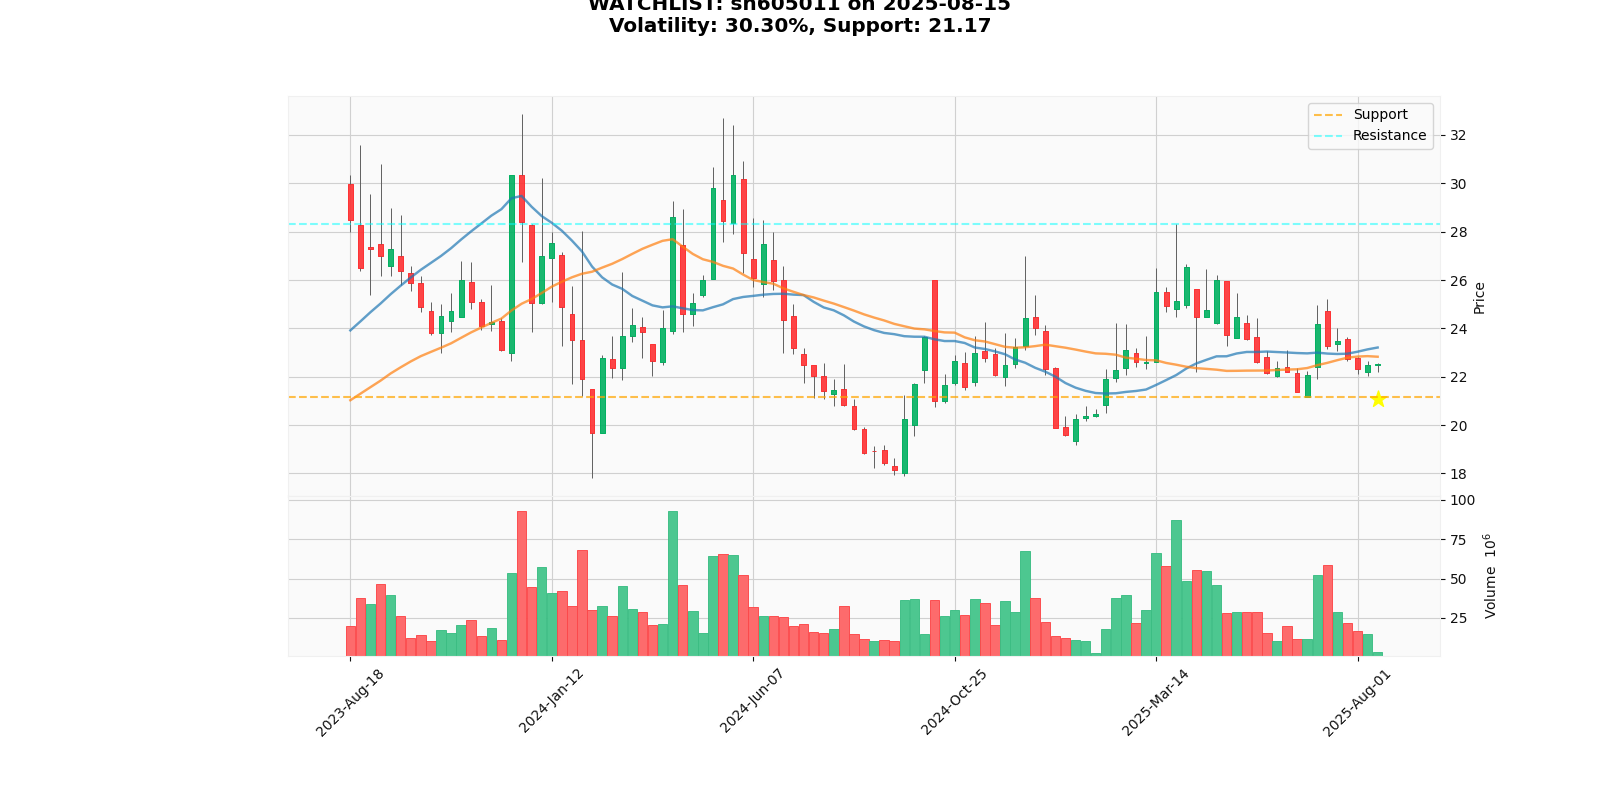 WATCHLIST: sh605011 on 2025-08-15
Volatility: 30.30%, Support: 21.17
Support
Resistance
32
30
28
26
24
22
20
18
Price
100
75
50
25
Volume 10⁶
2023-Aug-18
2024-Jan-12
2024-Jun-07
2024-Oct-25
2025-Mar-14
2025-Aug-01